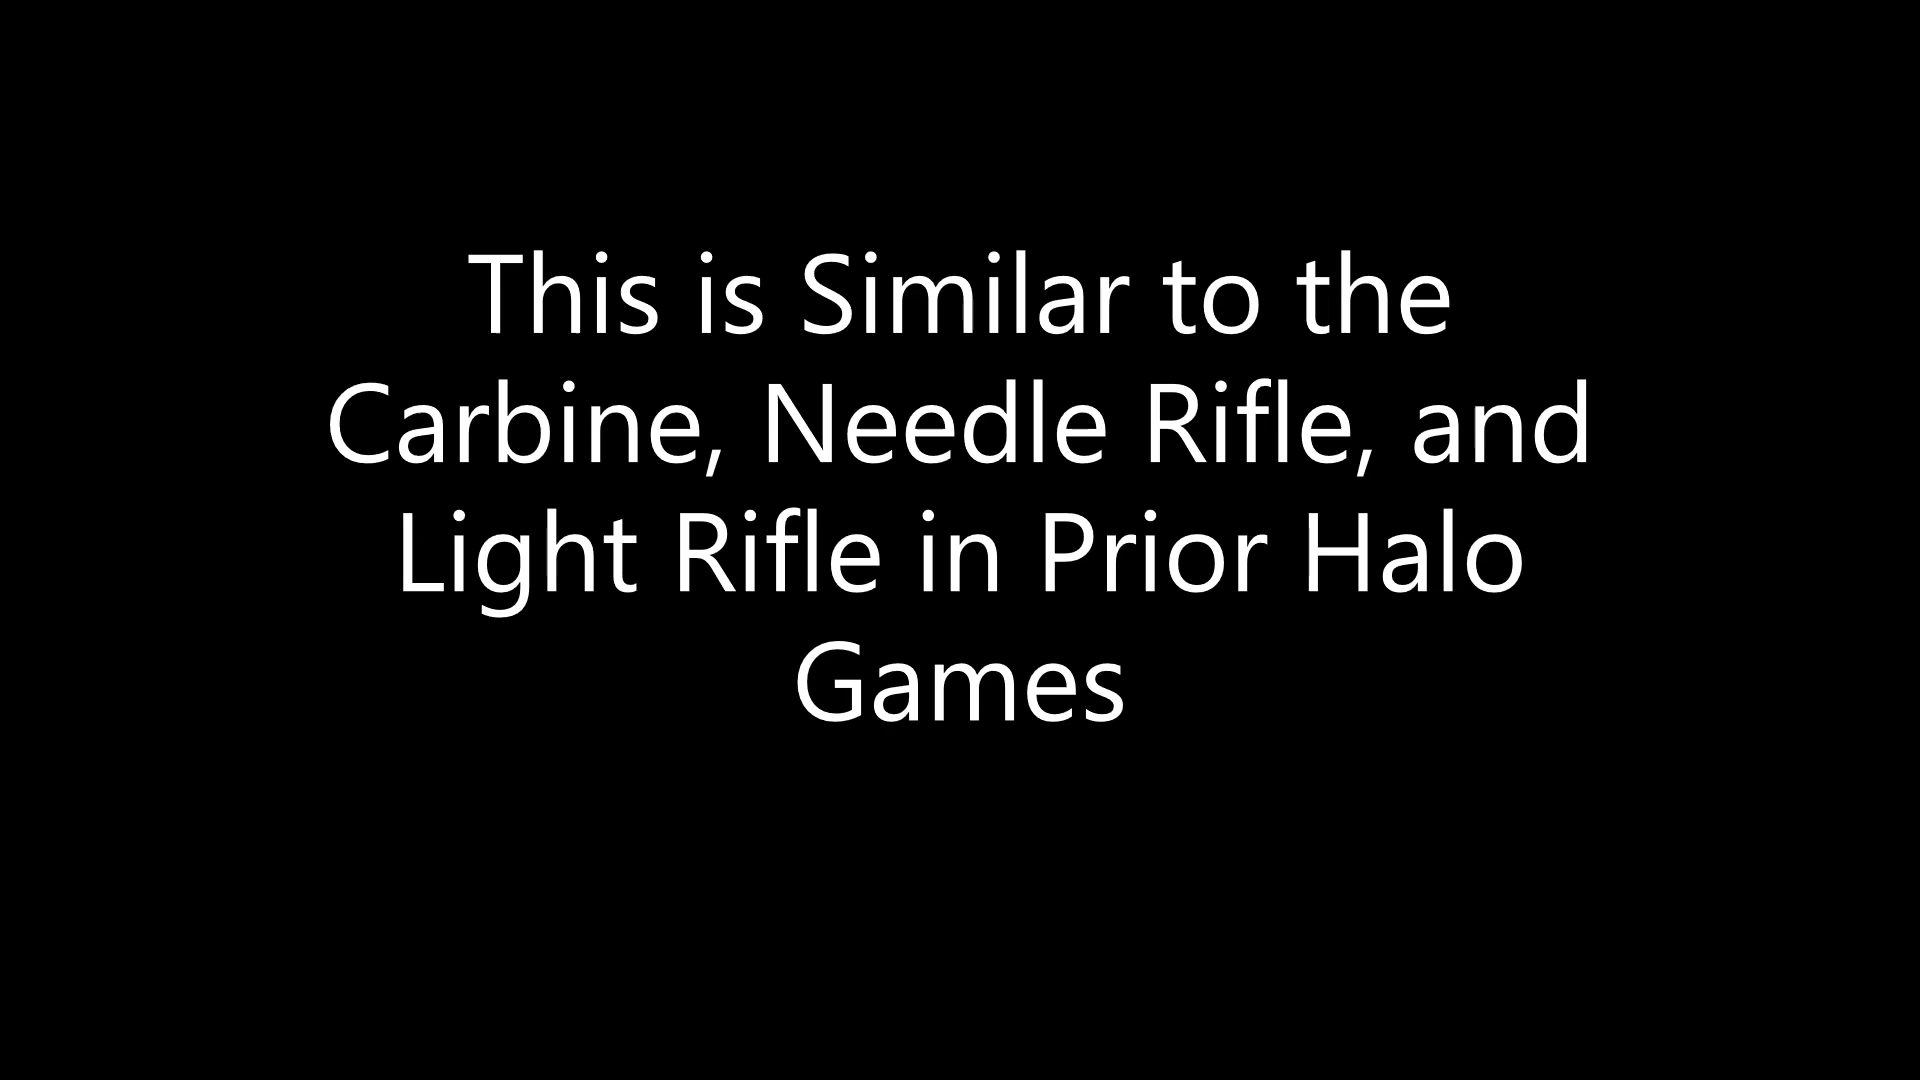 This is Similar to the
Carbine, Needle Rifle, and
Light Rifle in Prior Halo
Games